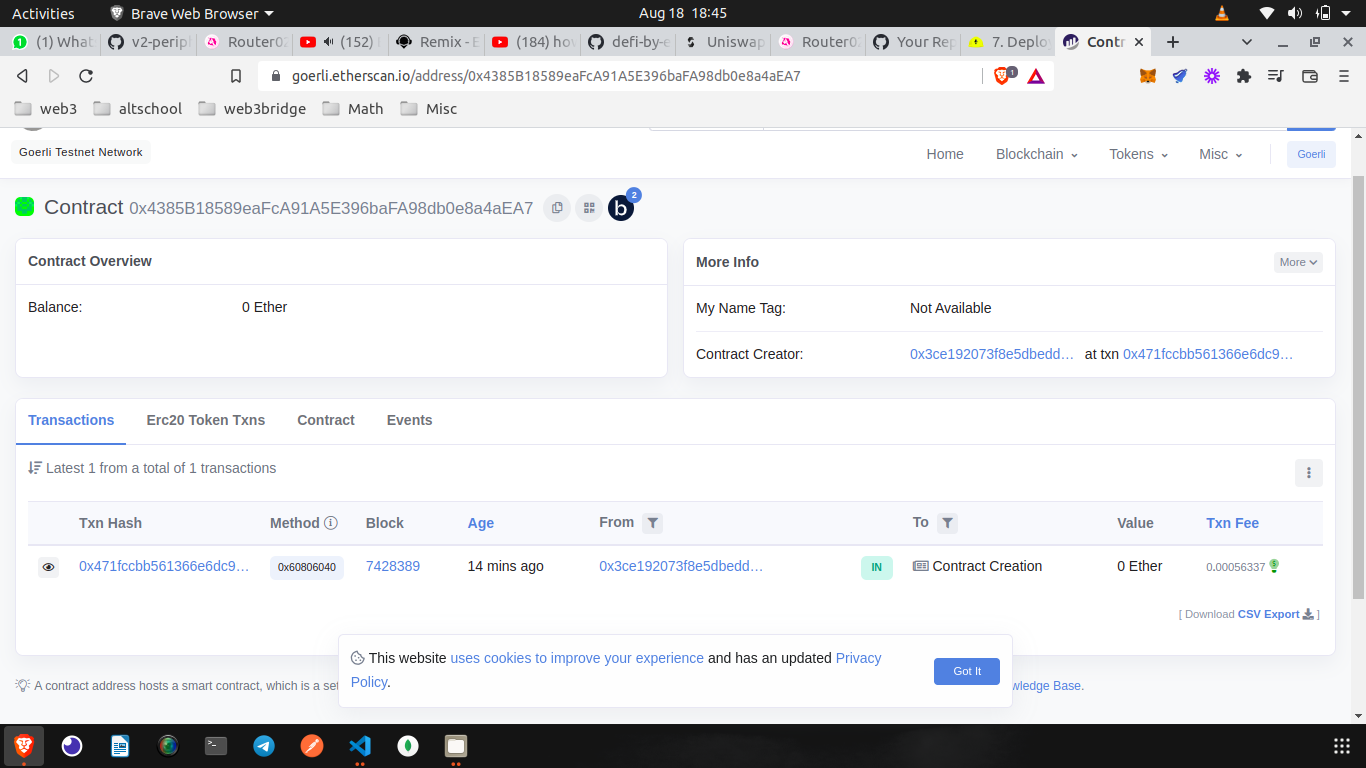 Activities Brave Web Browser Aug 18 18:45
(1) What v2-perip Router02 (152) Remix - E (184) hov defi-by-e Uniswap Router02 Your Rep 7. Deplo Contr
goerli.etherscan.io/address/0x4385B18589eaFcA91A5E396baFA98db0e8a4aEA7 1
web3 altschool web3bridge Math Misc
Goerli Testnet Network Home Blockchain Tokens Misc Goerli
Contract 0x4385B18589eaFcA91A5E396baFA98db0e8a4aEA7 b 2
Contract Overview
Balance: 0 Ether
More Info More
My Name Tag: Not Available
Contract Creator: 0x3ce192073f8e5dbedd… at txn 0x471fccbb561366e6dc9…
Transactions Erc20 Token Txns Contract Events
Latest 1 from a total of 1 transactions
Txn Hash Method Block Age From To Value Txn Fee
0x471fccbb561366e6dc9… 0x60806040 7428389 14 mins ago 0x3ce192073f8e5dbedd… IN Contract Creation 0 Ether 0.00056337
[ Download CSV Export ]
This website uses cookies to improve your experience and has an updated Privacy
Policy.
Got It
A contract address hosts a smart contract, which is a set wledge Base.